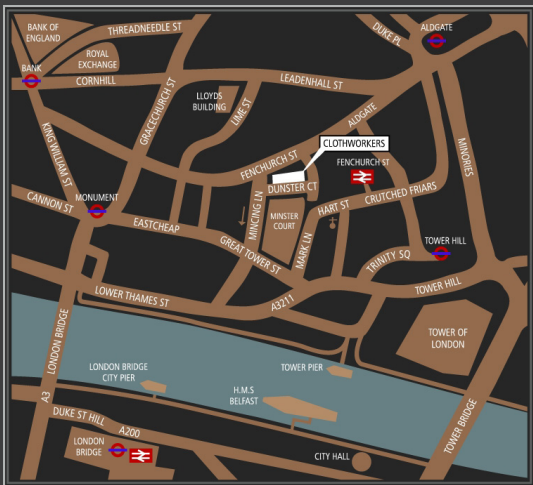 BANK OF
ENGLAND
THREADNEEDLE ST
ROYAL
EXCHANGE
BANK
CORNHILL
GRACECHURCH ST
LEADENHALL ST
DUKE PL
ALDGATE
LLOYDS
BUILDING
LIME ST
ALDGATE
CLOTHWORKERS
KING WILLIAM ST
FENCHURCH ST
FENCHURCH ST
MINORIES
DUNSTER CT
CANNON ST
MONUMENT
MINCING LN
MINSTER
COURT
HART ST
CRUTCHED FRIARS
EASTCHEAP
GREAT TOWER ST
MARK LN
TRINITY SQ
TOWER HILL
LOWER THAMES ST
A3211
TOWER HILL
LONDON BRIDGE
TOWER OF
LONDON
LONDON BRIDGE
CITY PIER
TOWER PIER
H.M.S
BELFAST
A3
DUKE ST HILL
A200
TOWER BRIDGE
LONDON
BRIDGE
CITY HALL